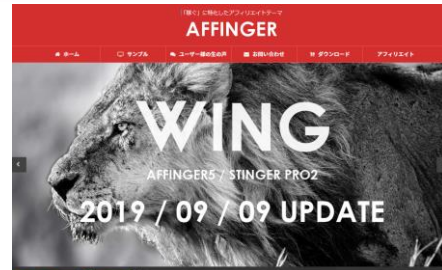 「稼ぐ」に特化したアフィリエイトテーマ
AFFINGER
ホーム サンプル ユーザー様の生の声 お問い合わせ ダウンロード アフィリエイト
WING
AFFINGER5 / STINGER PRO2
2019 / 09 / 09 UPDATE